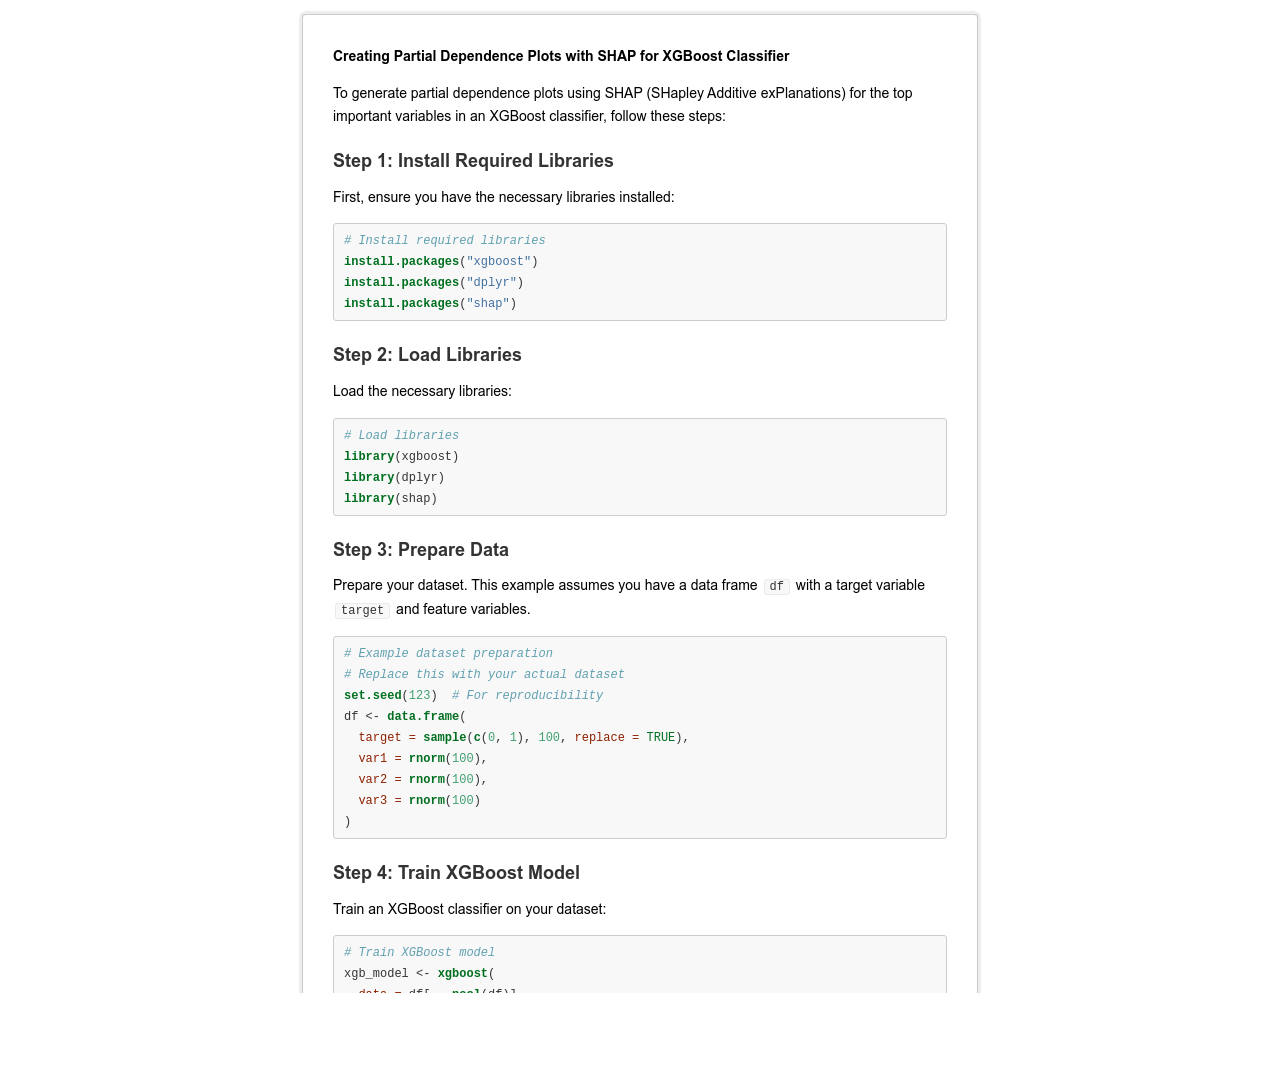 Creating Partial Dependence Plots with SHAP for XGBoost Classifier
To generate partial dependence plots using SHAP (SHapley Additive exPlanations) for the top
important variables in an XGBoost classifier, follow these steps:
Step 1: Install Required Libraries
First, ensure you have the necessary libraries installed:
# Install required libraries
install.packages("xgboost")
install.packages("dplyr")
install.packages("shap")
Step 2: Load Libraries
Load the necessary libraries:
# Load libraries
library(xgboost)
library(dplyr)
library(shap)
Step 3: Prepare Data
Prepare your dataset. This example assumes you have a data frame df with a target variable
target and feature variables.
# Example dataset preparation
# Replace this with your actual dataset
set.seed(123)  # For reproducibility
df <- data.frame(
  target = sample(c(0, 1), 100, replace = TRUE),
  var1 = rnorm(100),
  var2 = rnorm(100),
  var3 = rnorm(100)
)
Step 4: Train XGBoost Model
Train an XGBoost classifier on your dataset:
# Train XGBoost model
xgb_model <- xgboost(